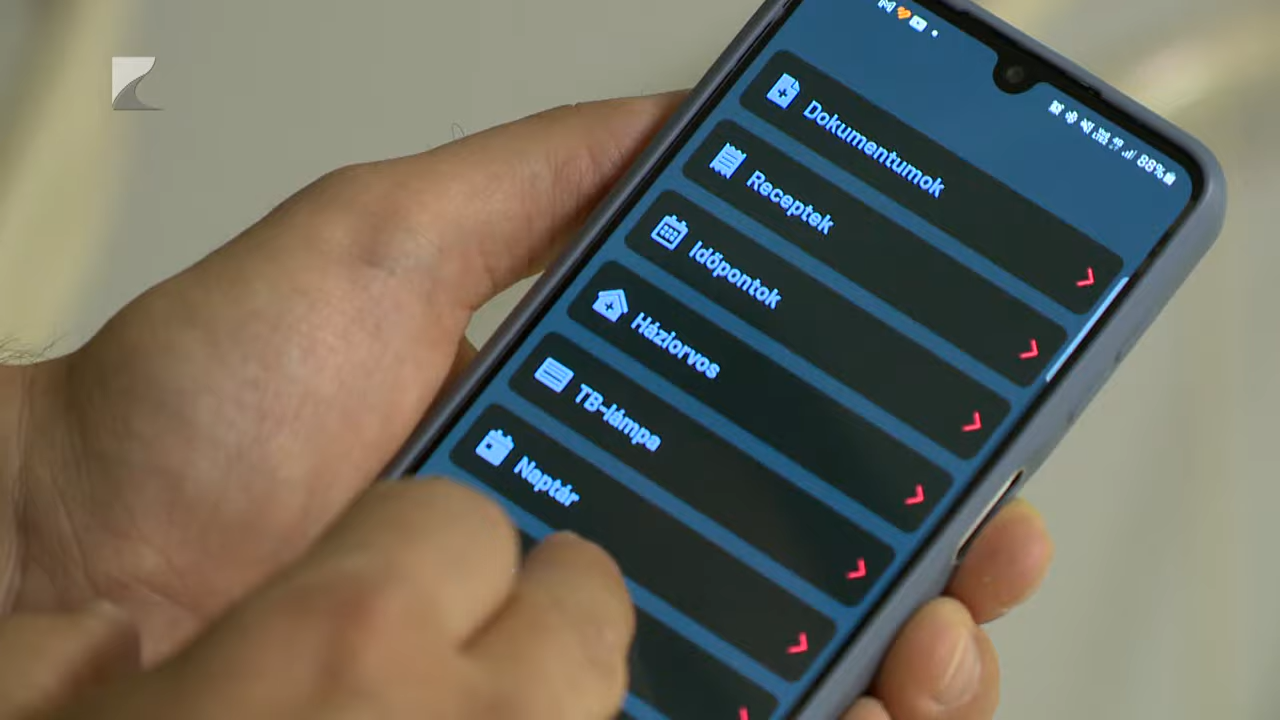 88%
Dokumentumok
Receptek
Időpontok
Háziorvos
TB-lámpa
Naptár